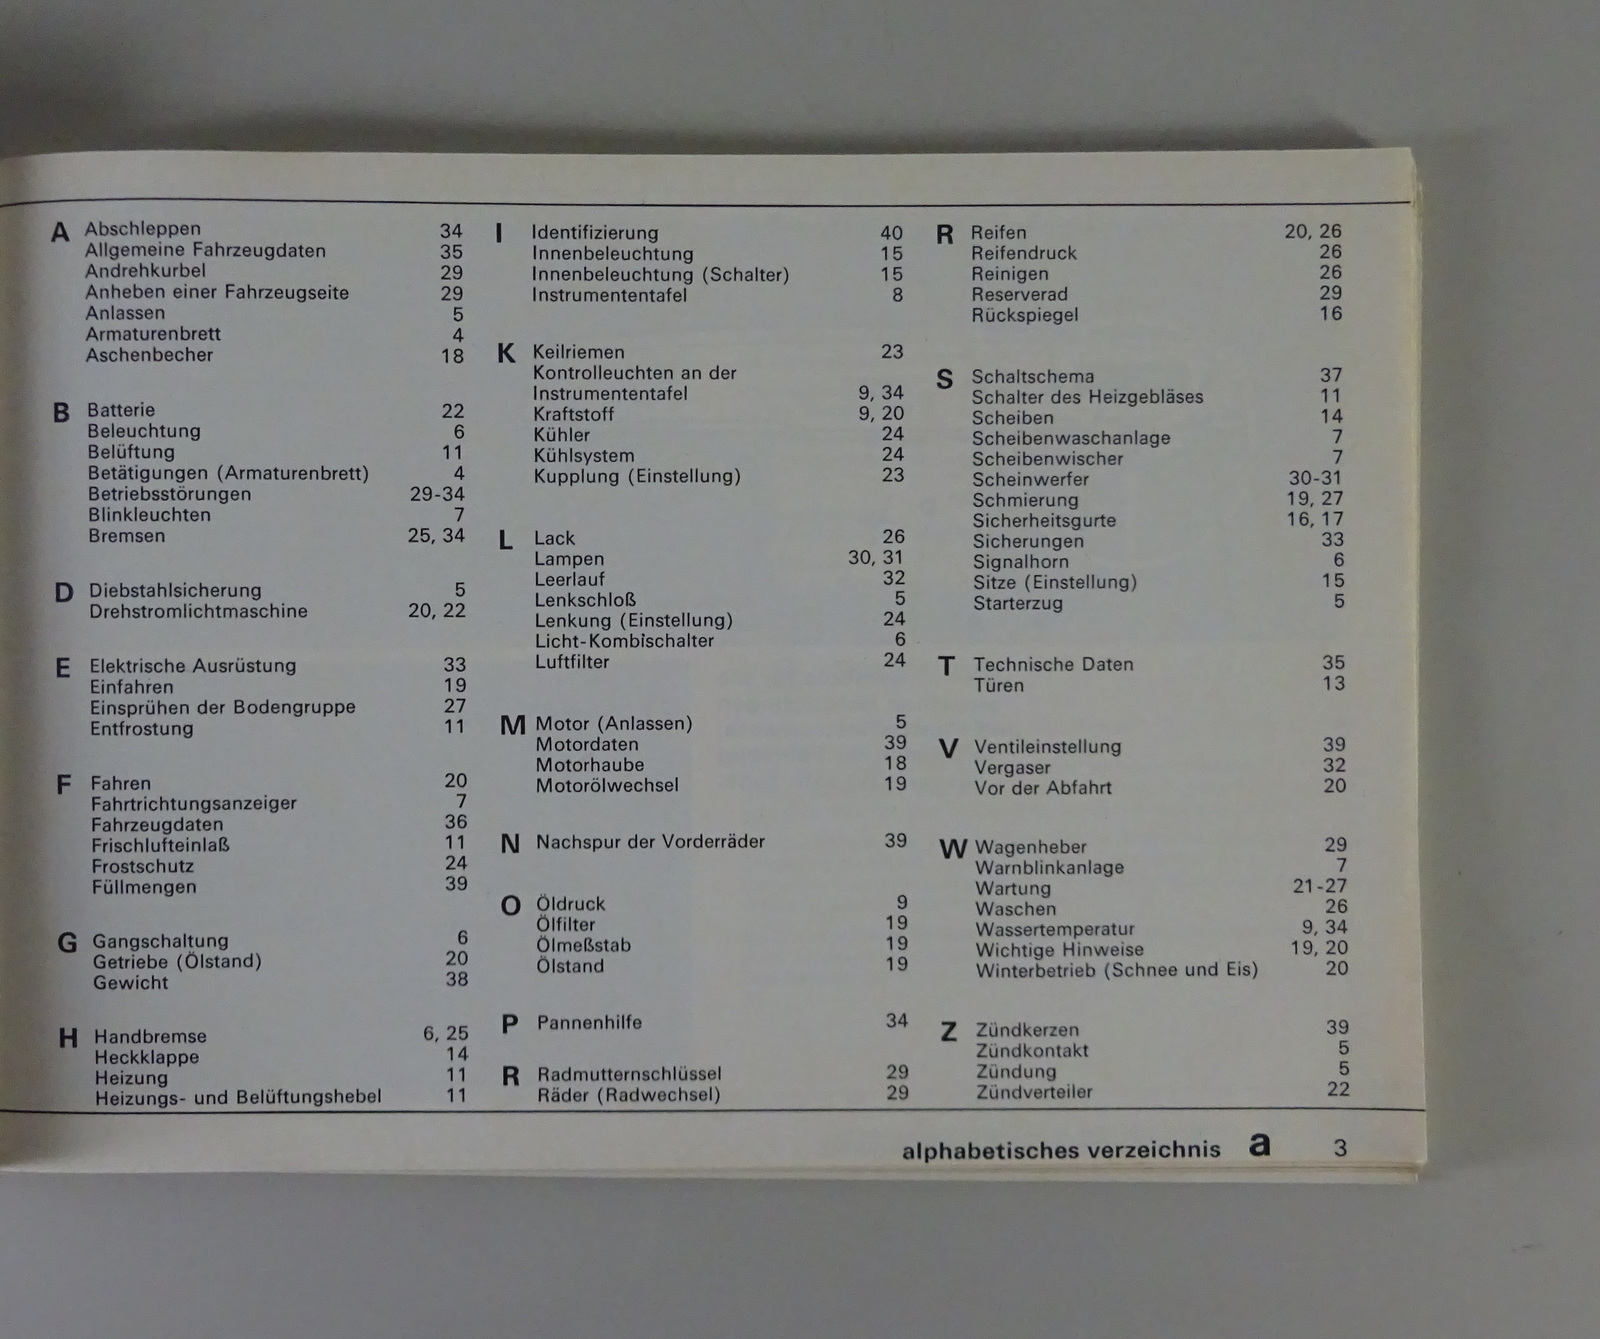 A Abschleppen 34
Allgemeine Fahrzeugdaten 35
Andrehkurbel 29
Anheben einer Fahrzeugseite 29
Anlassen 5
Armaturenbrett 4
Aschenbecher 18
B Batterie 22
Beleuchtung 6
Belüftung 11
Betätigungen (Armaturenbrett) 4
Betriebsstörungen 29-34
Blinkleuchten 7
Bremsen 25, 34
D Diebstahlsicherung 5
Drehstromlichtmaschine 20, 22
E Elektrische Ausrüstung 33
Einfahren 19
Einsprühen der Bodengruppe 27
Entfrostung 11
F Fahren 20
Fahrtrichtungsanzeiger 7
Fahrzeugdaten 36
Frischlufteinlaß 11
Frostschutz 24
Füllmengen 39
G Gangschaltung 6
Getriebe (Ölstand) 20
Gewicht 38
H Handbremse 6, 25
Heckklappe 14
Heizung 11
Heizungs- und Belüftungshebel 11
I Identifizierung 40
Innenbeleuchtung 15
Innenbeleuchtung (Schalter) 15
Instrumententafel 8
K Keilriemen 23
Kontrolleuchten an der
Instrumententafel 9, 34
Kraftstoff 9, 20
Kühler 24
Kühlsystem 24
Kupplung (Einstellung) 23
L Lack 26
Lampen 30, 31
Leerlauf 32
Lenkschloß 5
Lenkung (Einstellung) 24
Licht-Kombischalter 6
Luftfilter 24
M Motor (Anlassen) 5
Motordaten 39
Motorhaube 18
Motorölwechsel 19
N Nachspur der Vorderräder 39
O Öldruck 9
Ölfilter 19
Ölmeßstab 19
Ölstand 19
P Pannenhilfe 34
R Radmutternschlüssel 29
Räder (Radwechsel) 29
R Reifen 20, 26
Reifendruck 26
Reinigen 26
Reserverad 29
Rückspiegel 16
S Schaltschema 37
Schalter des Heizgebläses 11
Scheiben 14
Scheibenwaschanlage 7
Scheibenwischer 7
Scheinwerfer 30-31
Schmierung 19, 27
Sicherheitsgurte 16, 17
Sicherungen 33
Signalhorn 6
Sitze (Einstellung) 15
Starterzug 5
T Technische Daten 35
Türen 13
V Ventileinstellung 39
Vergaser 32
Vor der Abfahrt 20
W Wagenheber 29
Warnblinkanlage 7
Wartung 21-27
Waschen 26
Wassertemperatur 9, 34
Wichtige Hinweise 19, 20
Winterbetrieb (Schnee und Eis) 20
Z Zündkerzen 39
Zündkontakt 5
Zündung 5
Zündverteiler 22
alphabetisches verzeichnis a 3